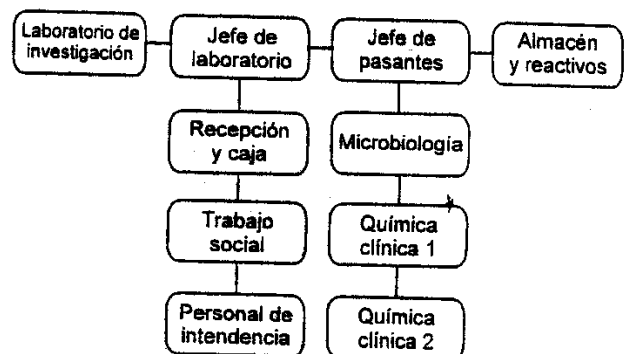 Laboratorio de
investigación
Jefe de
laboratorio
Jefe de
pasantes
Almacén
y reactivos
Recepción
y caja
Microbiología
Trabajo
social
Química
clínica 1
Personal de
intendencia
Química
clínica 2